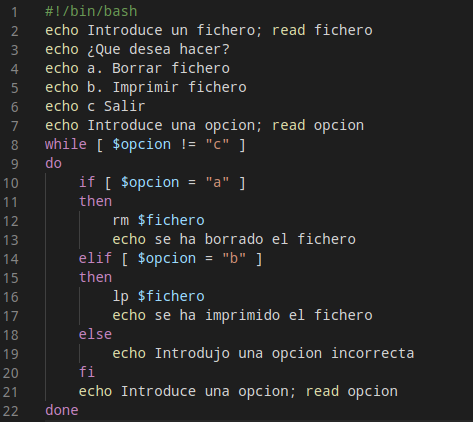 1 #!/bin/bash
2 echo Introduce un fichero; read fichero
3 echo ¿Que desea hacer?
4 echo a. Borrar fichero
5 echo b. Imprimir fichero
6 echo c Salir
7 echo Introduce una opcion; read opcion
8 while [ $opcion != "c" ]
9 do
10     if [ $opcion = "a" ]
11     then
12         rm $fichero
13         echo se ha borrado el fichero
14     elif [ $opcion = "b" ]
15     then
16         lp $fichero
17         echo se ha imprimido el fichero
18     else
19         echo Introdujo una opcion incorrecta
20     fi
21     echo Introduce una opcion; read opcion
22 done